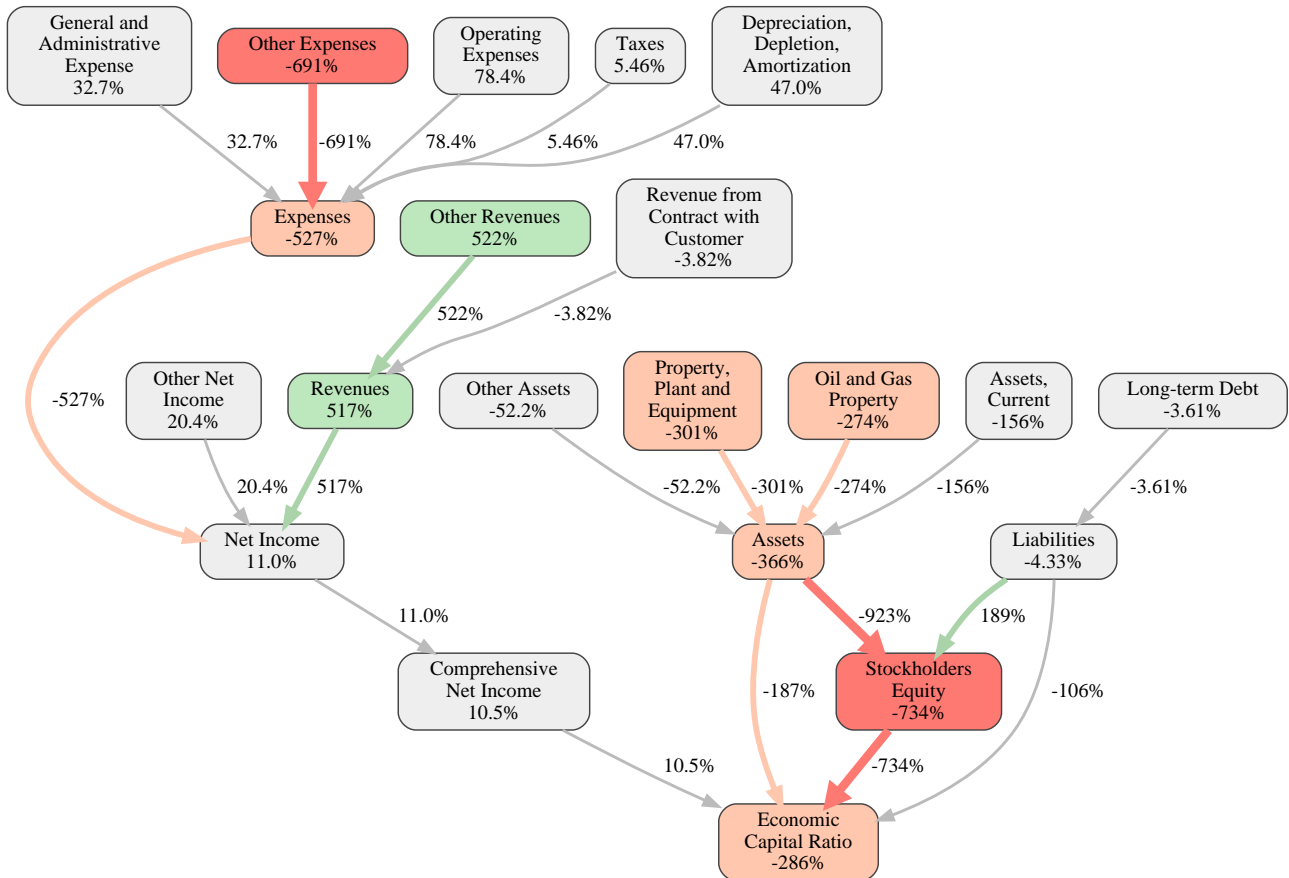 General and
Administrative
Expense
32.7%
Other Expenses
-691%
Operating
Expenses
78.4%
Taxes
5.46%
Depreciation,
Depletion,
Amortization
47.0%
32.7%
-691%
78.4%
5.46%
47.0%
Expenses
-527%
Other Revenues
522%
Revenue from
Contract with
Customer
-3.82%
522%
-3.82%
-527%
Other Net
Income
20.4%
Revenues
517%
Other Assets
-52.2%
Property,
Plant and
Equipment
-301%
Oil and Gas
Property
-274%
Assets,
Current
-156%
Long-term Debt
-3.61%
20.4%
517%
-52.2%
-301%
-274%
-156%
-3.61%
Net Income
11.0%
Assets
-366%
Liabilities
-4.33%
11.0%
-923%
189%
Comprehensive
Net Income
10.5%
-187%
Stockholders
Equity
-734%
-106%
10.5%
-734%
Economic
Capital Ratio
-286%